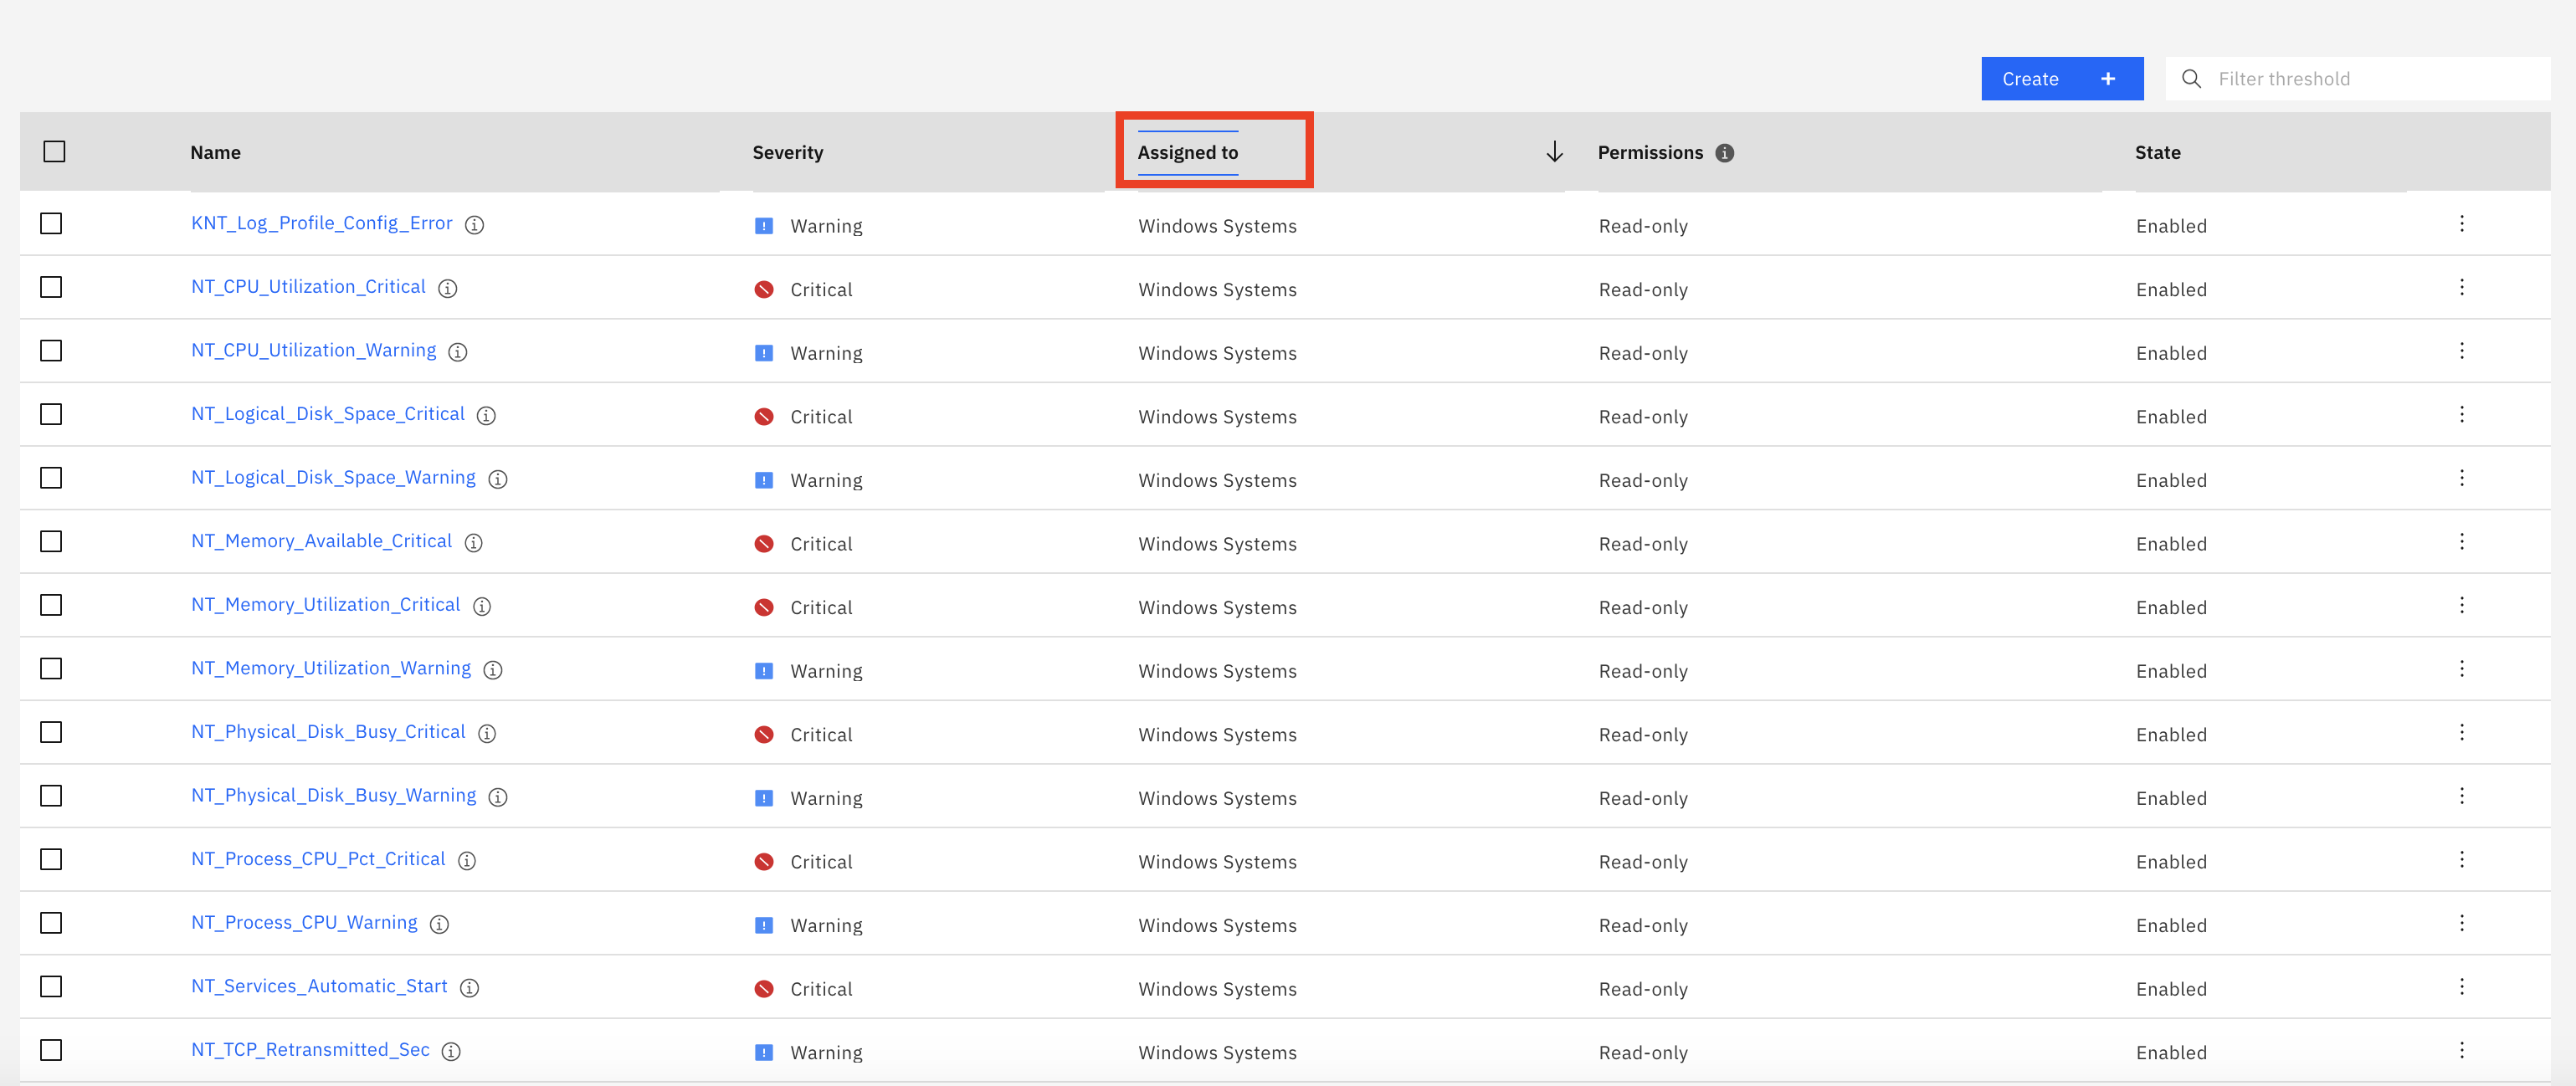 Create + Filter threshold
Name Severity Assigned to Permissions State
KNT_Log_Profile_Config_Error Warning Windows Systems Read-only Enabled
NT_CPU_Utilization_Critical Critical Windows Systems Read-only Enabled
NT_CPU_Utilization_Warning Warning Windows Systems Read-only Enabled
NT_Logical_Disk_Space_Critical Critical Windows Systems Read-only Enabled
NT_Logical_Disk_Space_Warning Warning Windows Systems Read-only Enabled
NT_Memory_Available_Critical Critical Windows Systems Read-only Enabled
NT_Memory_Utilization_Critical Critical Windows Systems Read-only Enabled
NT_Memory_Utilization_Warning Warning Windows Systems Read-only Enabled
NT_Physical_Disk_Busy_Critical Critical Windows Systems Read-only Enabled
NT_Physical_Disk_Busy_Warning Warning Windows Systems Read-only Enabled
NT_Process_CPU_Pct_Critical Critical Windows Systems Read-only Enabled
NT_Process_CPU_Warning Warning Windows Systems Read-only Enabled
NT_Services_Automatic_Start Critical Windows Systems Read-only Enabled
NT_TCP_Retransmitted_Sec Warning Windows Systems Read-only Enabled